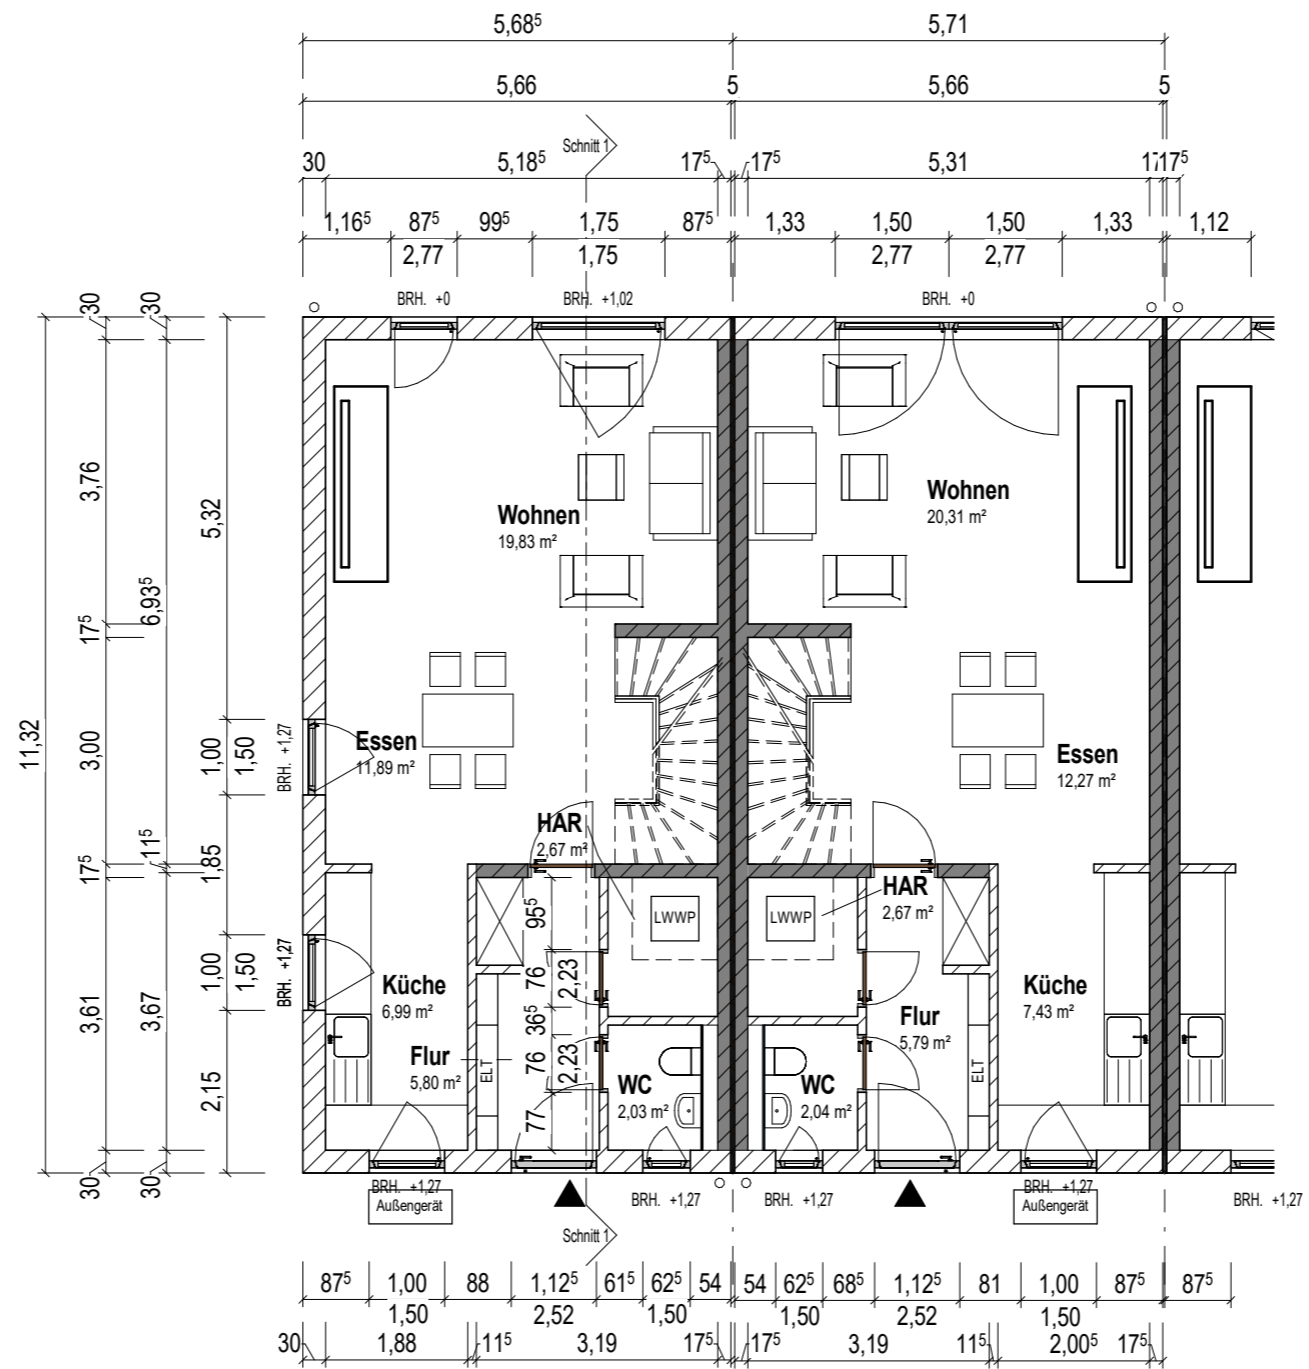 5,68⁵ 5,71
5,66 5 5,66 5
Schnitt 1
30 5,18⁵ 17⁵ 17⁵ 5,31 17⁵
1,16⁵ 87⁵ 99⁵ 1,75 87⁵ 1,33 1,50 1,50 1,33 1,12
2,77 1,75 2,77 2,77
BRH. +0 BRH. +1,02 BRH. +0
30 30
3,76
5,32
6,93⁵
17⁵
11,32
3,00
1,00
1,50
BRH. +1,27
11⁵
17⁵
1,85
1,00
1,50
BRH. +1,27
3,61
3,67
2,15
30 30
Wohnen
19,83 m²
Wohnen
20,31 m²
Essen
11,89 m²
Essen
12,27 m²
HAR
2,67 m²
HAR
2,67 m²
LWWP LWWP
95⁵
76
2,23
36⁵
76
2,23
77
Küche
6,99 m²
Küche
7,43 m²
Flur
5,80 m²
Flur
5,79 m²
ELT ELT
WC
2,03 m²
WC
2,04 m²
BRH. +1,27 BRH. +1,27 BRH. +1,27 BRH. +1,27 BRH. +1,27
Außengerät Außengerät
Schnitt 1
87⁵ 1,00 88 1,12⁵ 61⁵ 62⁵ 54 54 62⁵ 68⁵ 1,12⁵ 81 1,00 87⁵ 87⁵
1,50 2,52 1,50 1,50 2,52 1,50
30 1,88 11⁵ 3,19 17⁵ 17⁵ 3,19 11⁵ 2,00⁵ 17⁵